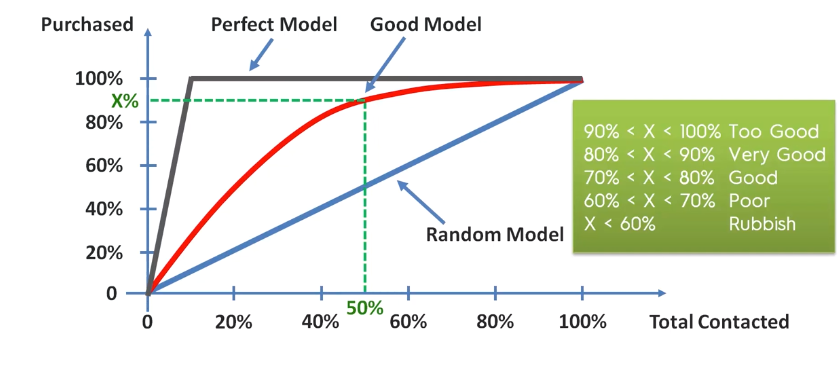 Purchased
Perfect Model
Good Model
100%
X%
80%
60%
40%
20%
0
90% < X < 100% Too Good
80% < X < 90% Very Good
70% < X < 80% Good
60% < X < 70% Poor
X < 60% Rubbish
Random Model
50%
0
20%
40%
60%
80%
100%
Total Contacted